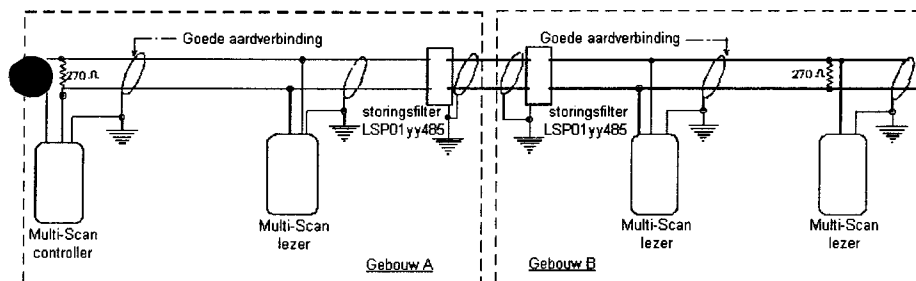 Goede aardverbinding
Goede aardverbinding
270 Ω
270 Ω
storingsfilter
LSP01yy485
storingsfilter
LSP01yy485
Multi-Scan
controller
Multi-Scan
lezer
Multi-Scan
lezer
Multi-Scan
lezer
Gebouw A
Gebouw B